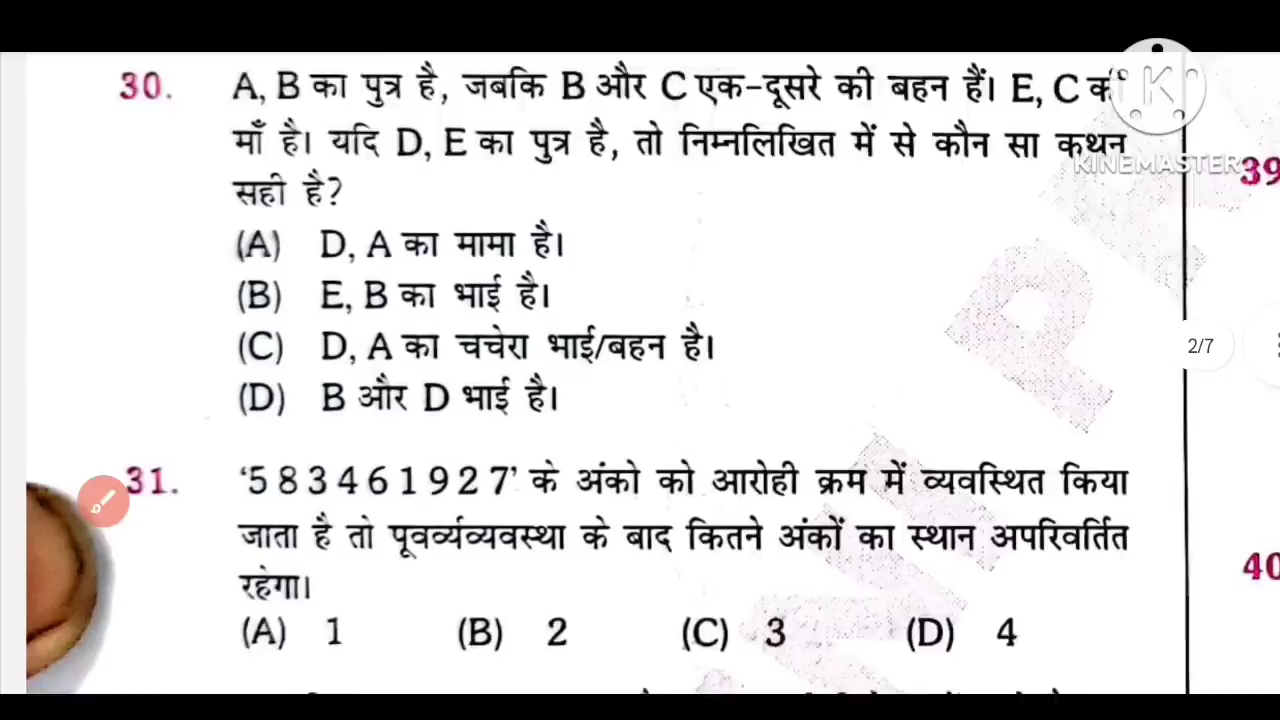 30. A, B का पुत्र है, जबकि B और C एक-दूसरे की बहन हैं। E, C की
माँ है। यदि D, E का पुत्र है, तो निम्नलिखित में से कौन सा कथन
सही है?
(A) D, A का मामा है।
(B) E, B का भाई है।
(C) D, A का चचेरा भाई/बहन है।
(D) B और D भाई है।
31. ‘5 8 3 4 6 1 9 2 7’ के अंको को आरोही क्रम में व्यवस्थित किया
जाता है तो पूवर्व्यव्यवस्था के बाद कितने अंकों का स्थान अपरिवर्तित
रहेगा।
(A) 1 (B) 2 (C) 3 (D) 4
K
KINEMASTER
39
2/7
40